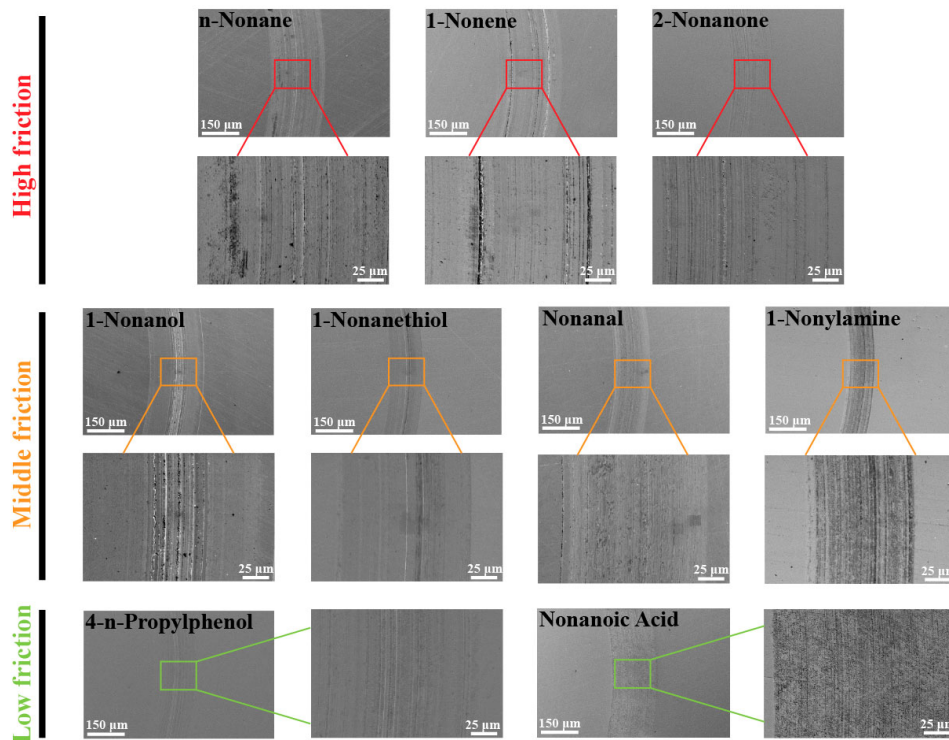 High friction
n-Nonane
1-Nonene
2-Nonanone
150 µm
150 µm
150 µm
25 µm
25 µm
25 µm
Middle friction
1-Nonanol
1-Nonanethiol
Nonanal
1-Nonylamine
150 µm
150 µm
150 µm
150 µm
25 µm
25 µm
25 µm
25 µm
Low friction
4-n-Propylphenol
Nonanoic Acid
150 µm
25 µm
150 µm
25 µm